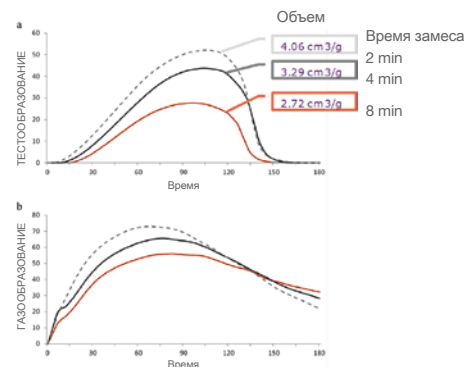 Объем
Время замеса
a
4.06 cm3/g
2 min
3.29 cm3/g
4 min
2.72 cm3/g
8 min
ТЕСТООБРАЗОВАНИЕ
60
50
40
30
20
10
0
0 30 60 90 120 150 180
Время
b
ГАЗООБРАЗОВАНИЕ
80
70
60
50
40
30
20
10
0
0 30 60 90 120 150 180
Время